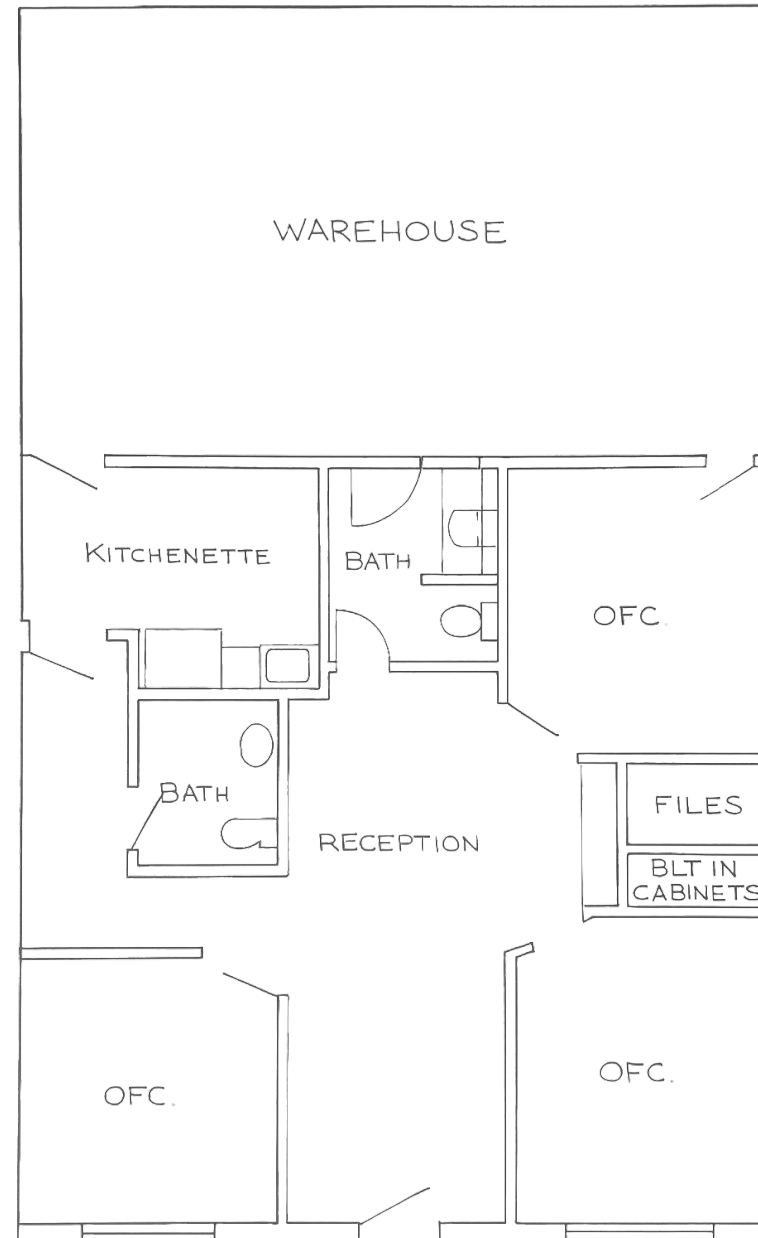 WAREHOUSE
KITCHENETTE
BATH
OFC.
BATH
RECEPTION
FILES
BLT IN
CABINETS
OFC.
OFC.